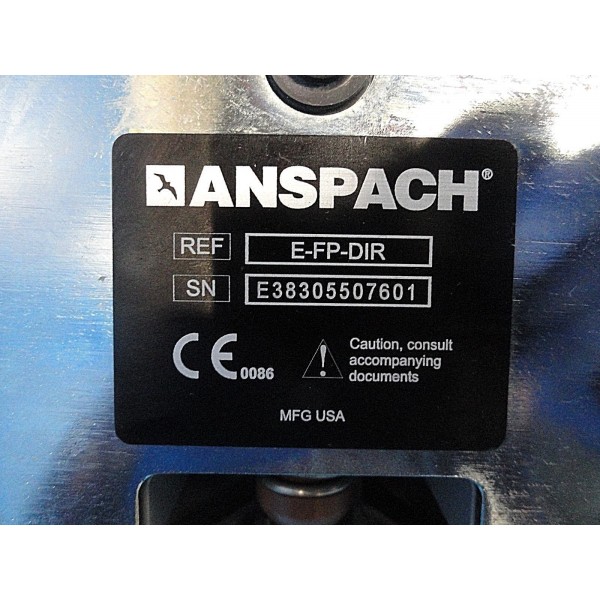 ANSPACH®
REF E-FP-DIR
SN E38305507601
CE 0086
Caution, consult
accompanying
documents
MFG USA